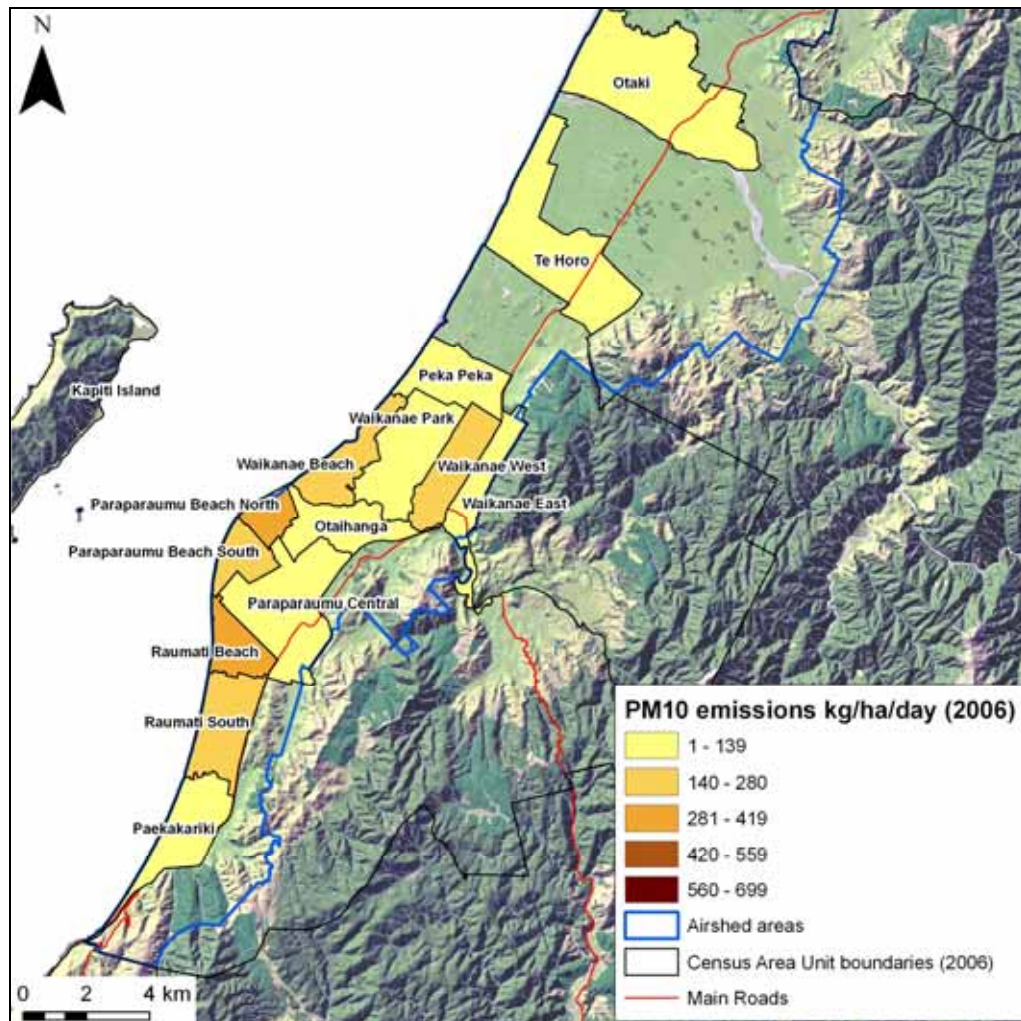 N
Otaki
Te Horo
Peka Peka
Kapiti Island
Waikanae Park
Waikanae Beach
Waikanae West
Paraparaumu Beach North
Waikanae East
Otaihanga
Paraparaumu Beach South
Paraparaumu Central
Raumati Beach
Raumati South
Paekakariki
PM10 emissions kg/ha/day (2006)
1 - 139
140 - 280
281 - 419
420 - 559
560 - 699
Airshed areas
Census Area Unit boundaries (2006)
Main Roads
0 2 4 km